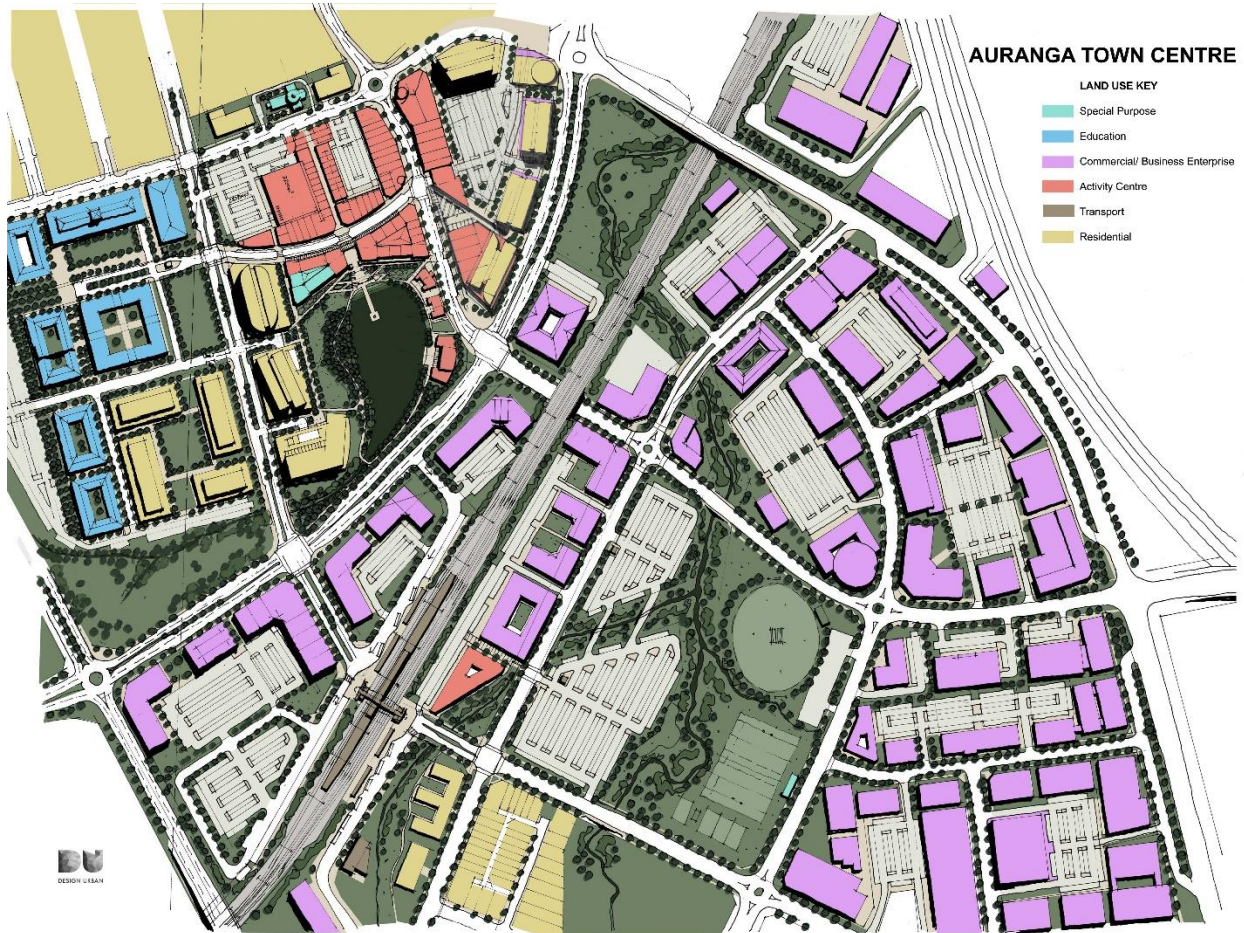 AURANGA TOWN CENTRE
LAND USE KEY
Special Purpose
Education
Commercial/ Business Enterprise
Activity Centre
Transport
Residential
DU
DESIGN URBAN